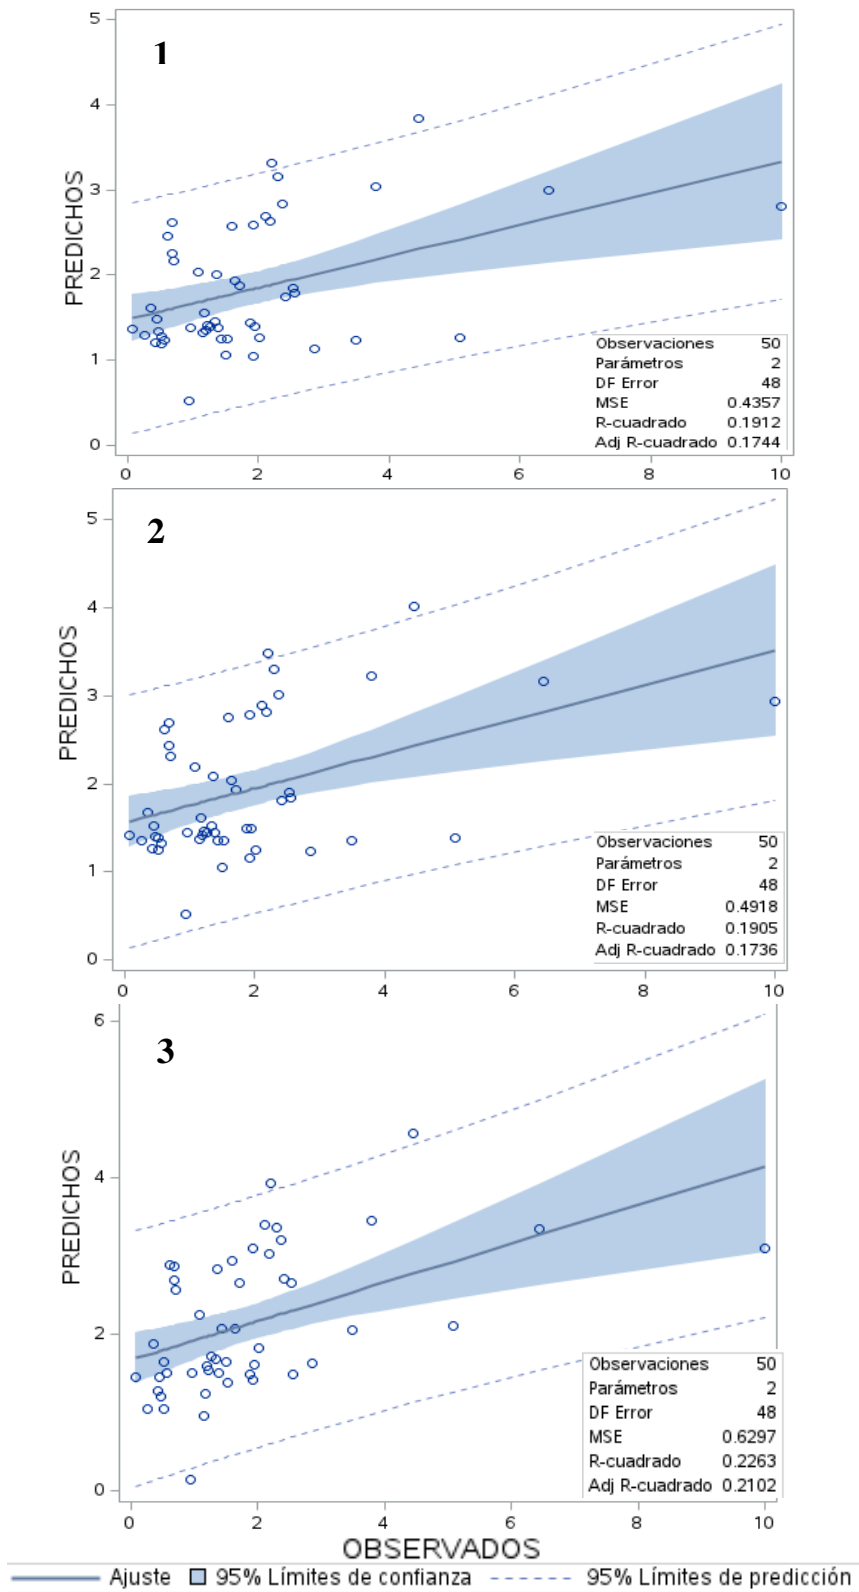 5
1
4
PREDICHOS
3
2
1
0
Observaciones 50
Parámetros 2
DF Error 48
MSE 0.4357
R-cuadrado 0.1912
Adj R-cuadrado 0.1744
0 2 4 6 8 10
5
2
4
PREDICHOS
3
2
1
0
Observaciones 50
Parámetros 2
DF Error 48
MSE 0.4918
R-cuadrado 0.1905
Adj R-cuadrado 0.1736
0 2 4 6 8 10
6
3
4
PREDICHOS
2
0
Observaciones 50
Parámetros 2
DF Error 48
MSE 0.6297
R-cuadrado 0.2263
Adj R-cuadrado 0.2102
0 2 4 6 8 10
OBSERVADOS
Ajuste 95% Límites de confianza 95% Límites de predicción